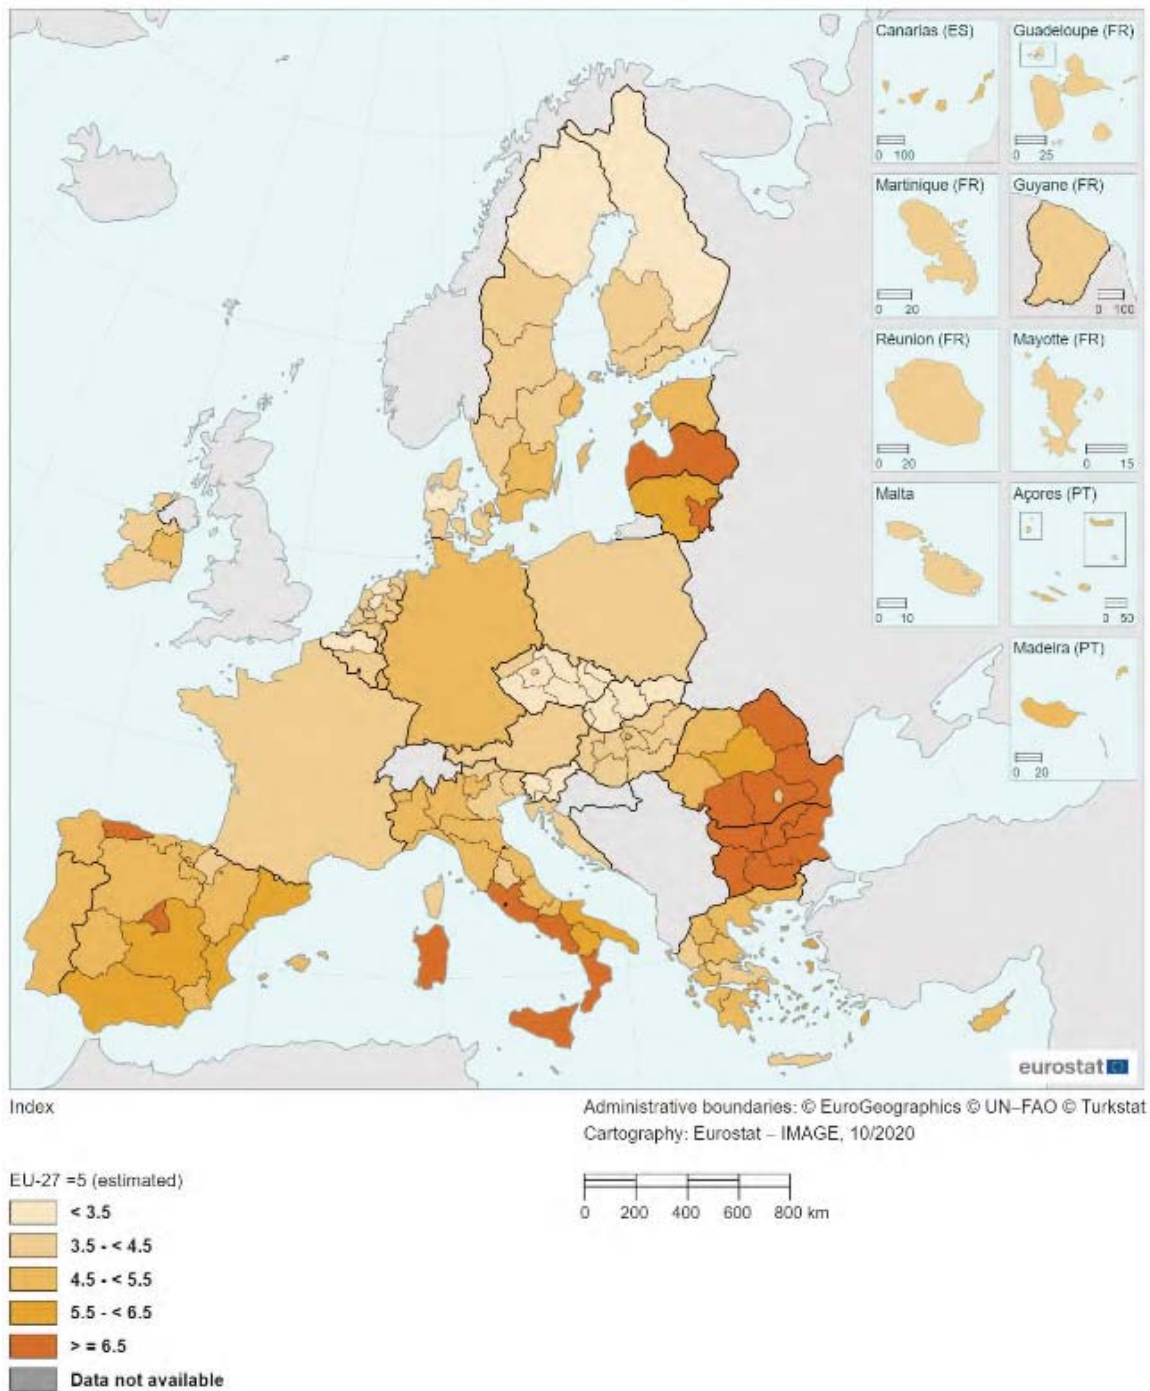 Canarias (ES)
Guadeloupe (FR)
0 100
0 25
Martinique (FR)
Guyane (FR)
0 20
0 100
Réunion (FR)
Mayotte (FR)
0 20
0 15
Malta
Açores (PT)
0 10
0 50
Madeira (PT)
0 20
eurostat
Index
Administrative boundaries: © EuroGeographics © UN–FAO © Turkstat
Cartography: Eurostat – IMAGE, 10/2020
EU-27 =5 (estimated)
0 200 400 600 800 km
< 3.5
3.5 - < 4.5
4.5 - < 5.5
5.5 - < 6.5
> = 6.5
Data not available